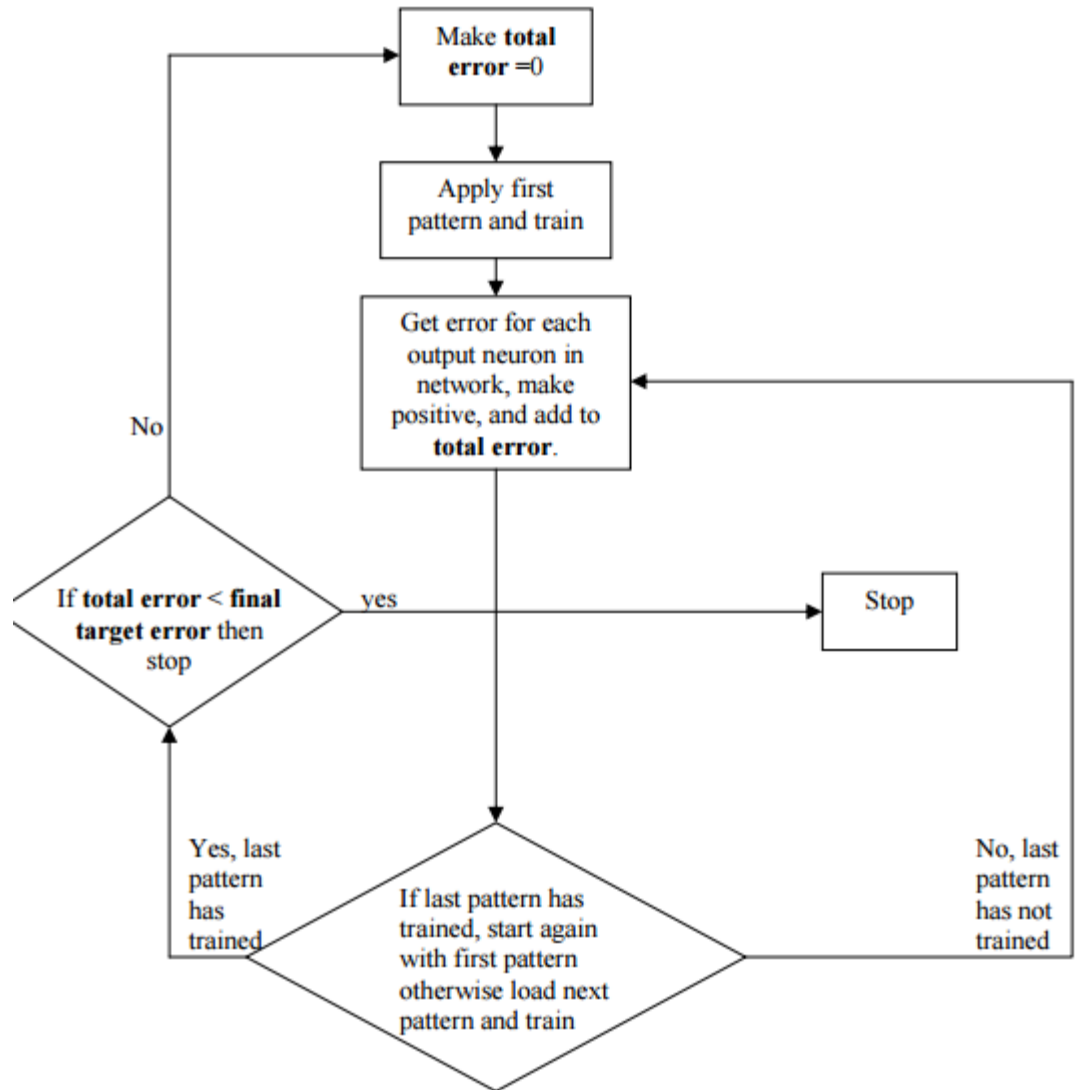 Make total
error =0
Apply first
pattern and train
Get error for each
output neuron in
network, make
positive, and add to
total error.
No
If total error < final
target error then
stop
yes
Stop
Yes, last
pattern
has
trained
If last pattern has
trained, start again
with first pattern
otherwise load next
pattern and train
No, last
pattern
has not
trained